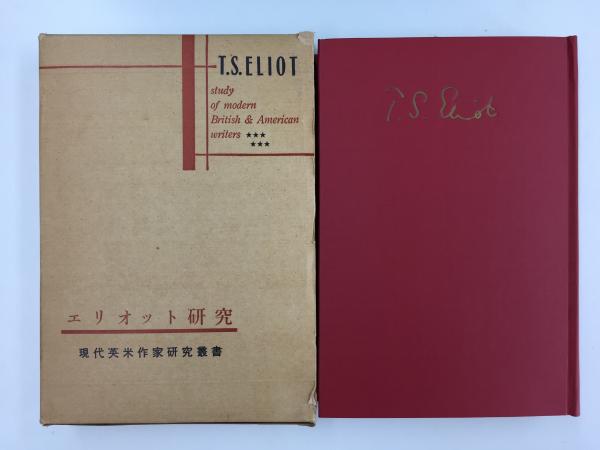 T.S.ELIOT
study
of modern
British & American
writers ★★★
★★★
エリオット研究
現代英米作家研究叢書
T. S. Eliot